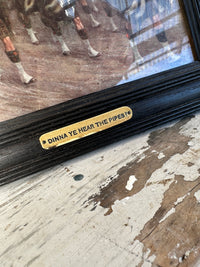 DINNA YE HEAR THE PIPES?